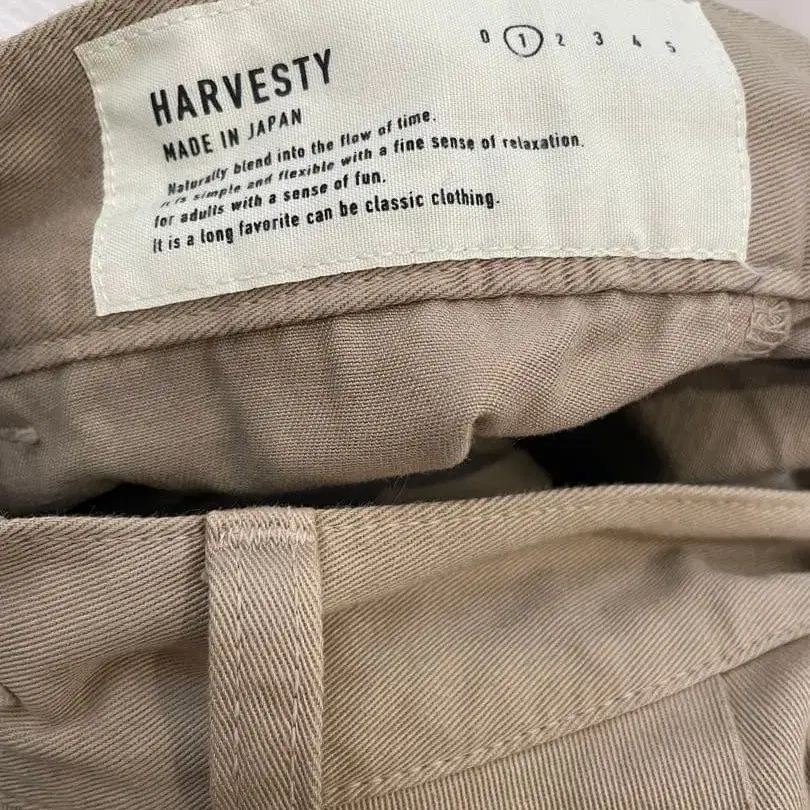 0 1 2 3 4 5
HARVESTY
MADE IN JAPAN
Naturally blend into the flow of time.
it is simple and flexible with a fine sense of relaxation.
for adults with a sense of fun.
It is a long favorite can be classic clothing.